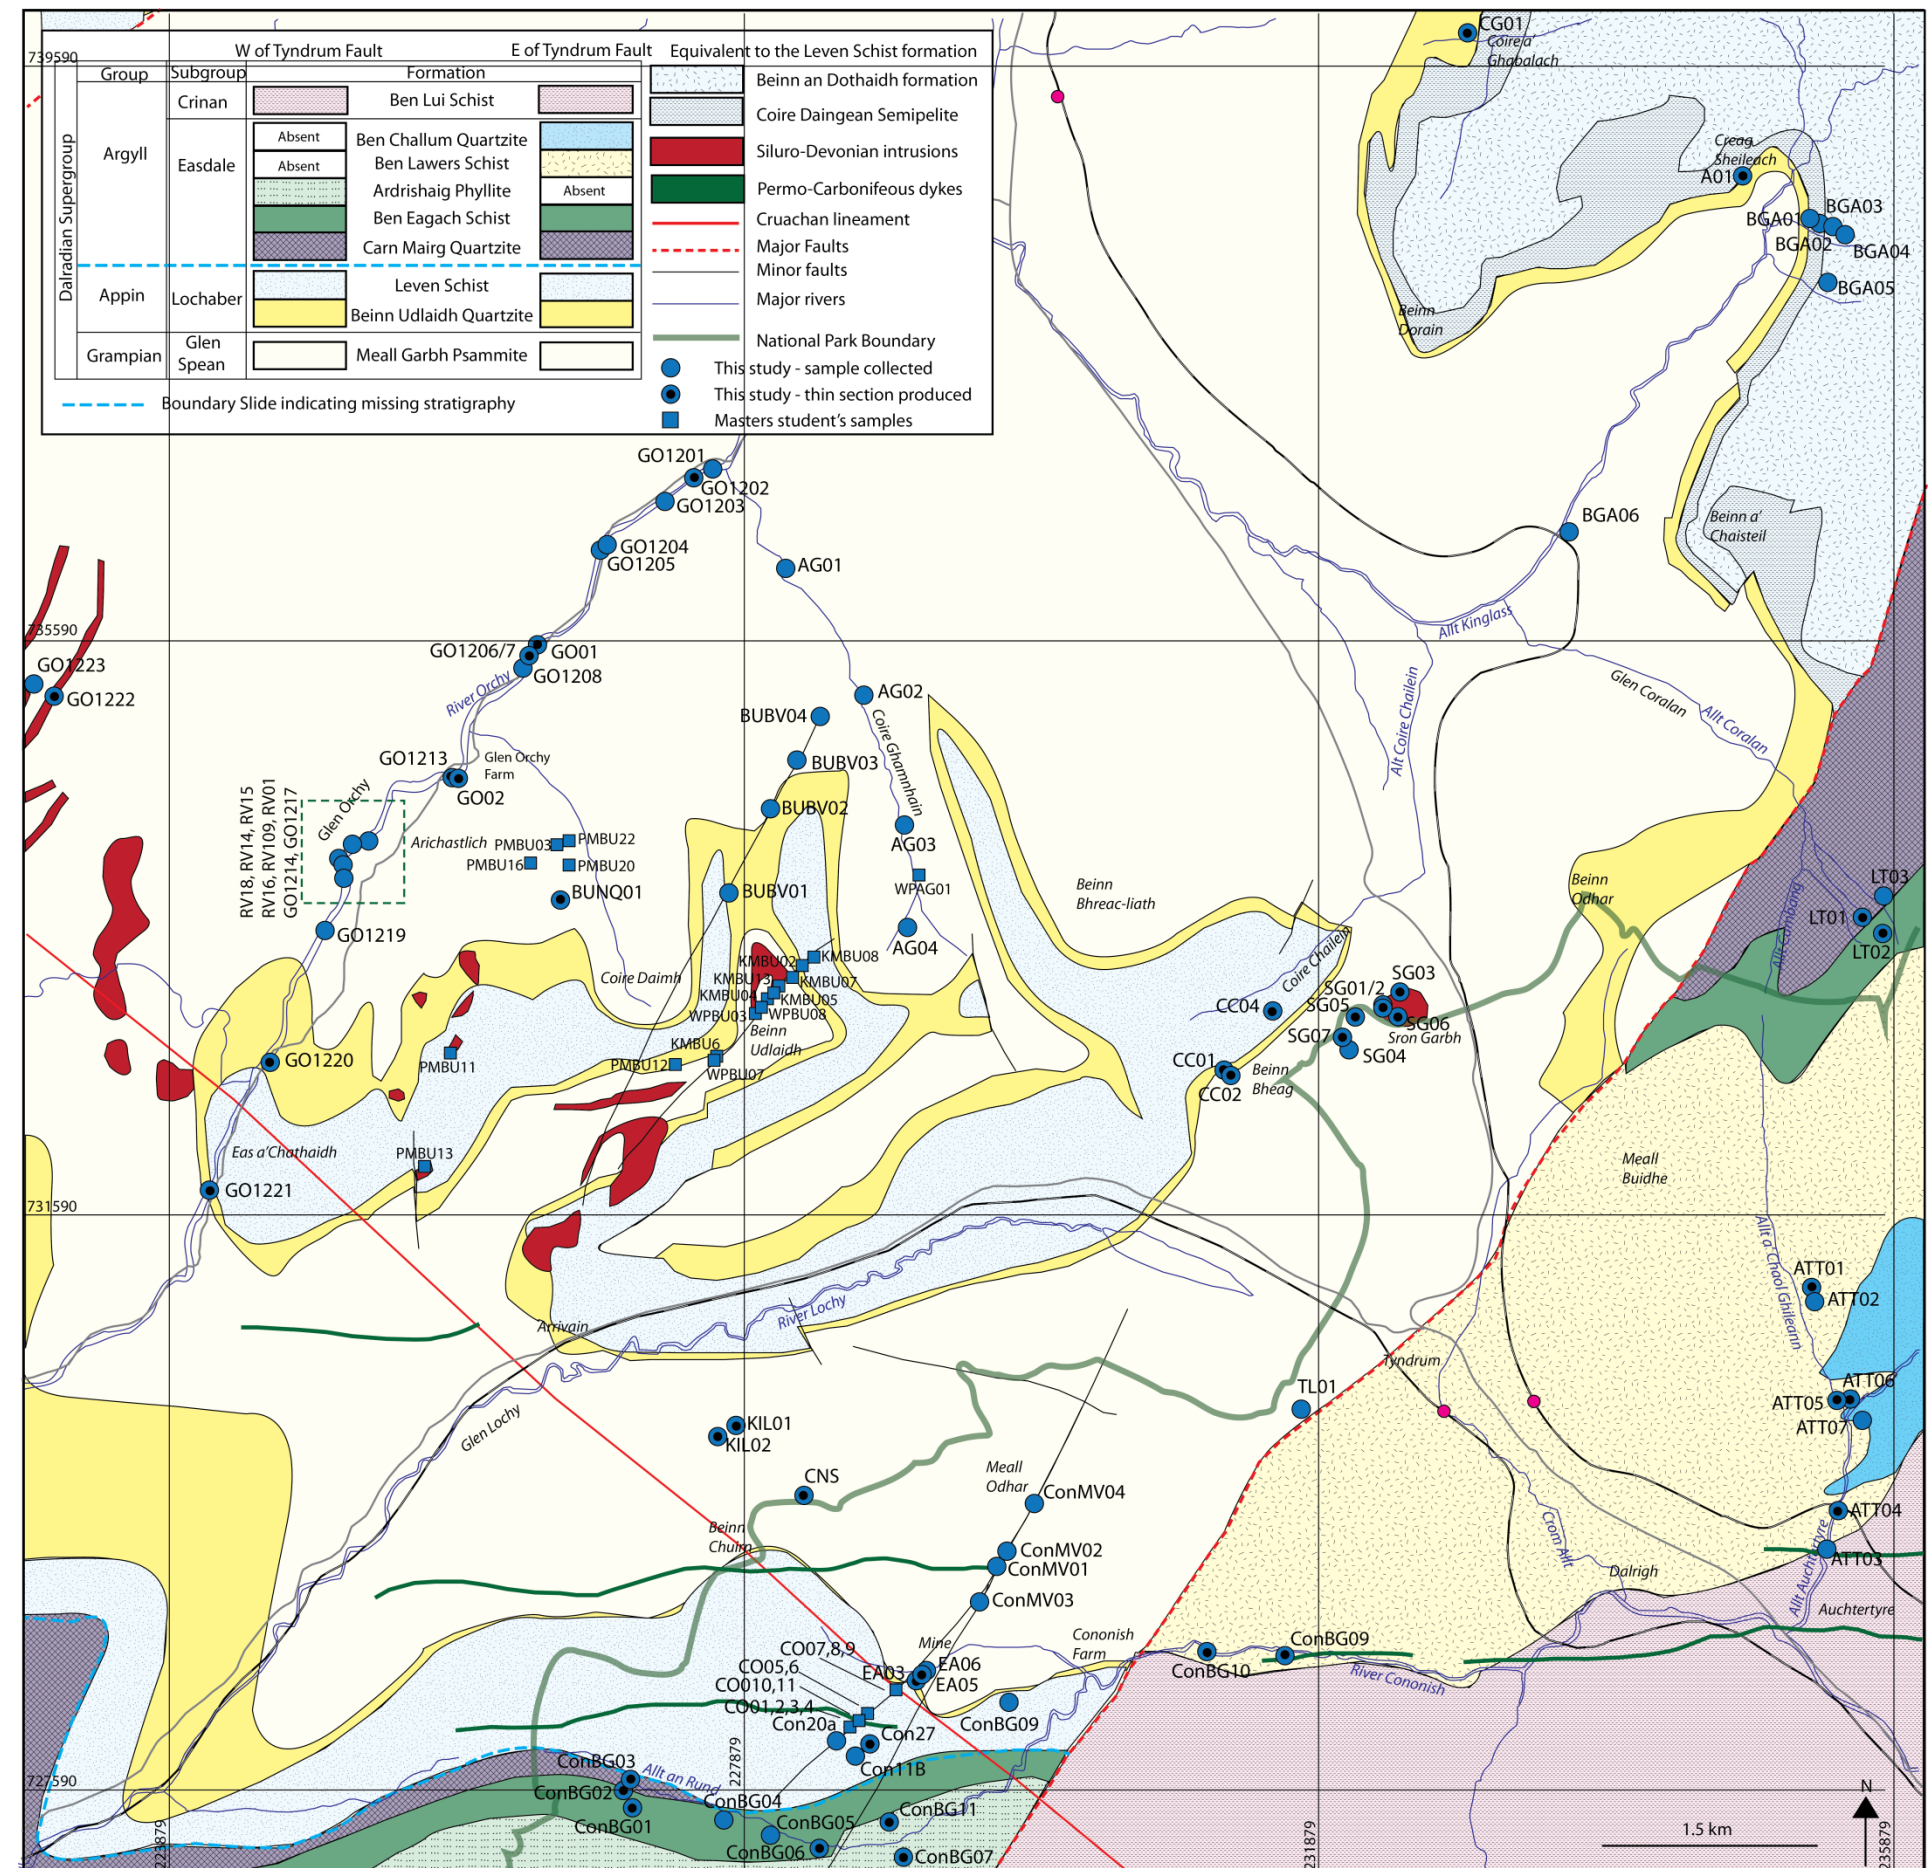 739590
W of Tyndrum Fault
E of Tyndrum Fault
Group
Subgroup
Formation
Dalradian Supergroup
Argyll
Crinan
Ben Lui Schist
Easdale
Absent
Ben Challum Quartzite
Absent
Ben Lawers Schist
Ardrishaig Phyllite
Absent
Ben Eagach Schist
Carn Mairg Quartzite
Appin
Lochaber
Leven Schist
Beinn Udlaidh Quartzite
Grampian
Glen
Spean
Meall Garbh Psammite
Boundary Slide indicating missing stratigraphy
Equivalent to the Leven Schist formation
Beinn an Dothaidh formation
Coire Daingean Semipelite
Siluro-Devonian intrusions
Permo-Carbonifeous dykes
Cruachan lineament
Major Faults
Minor faults
Major rivers
National Park Boundary
This study - sample collected
This study - thin section produced
Masters student's samples
CG01
Coire a'
Ghabalach
Creag
Sheileach
A01
BGA01
BGA03
BGA02
BGA04
BGA05
Beinn
Dorain
GO1201
GO1202
GO1203
GO1204
GO1205
AG01
BGA06
Beinn a'
Chaisteil
735590
Allt Kinglass
GO1223
GO1222
GO1206/7
GO01
GO1208
River Orchy
AG02
BUBV04
Coire Ghamnhain
Alt Coire Chailein
Glen Coralan
Allt Coralan
BUBV03
GO1213
Glen Orchy
Farm
GO02
BUBV02
RV18, RV14, RV15
RV16, RV109, RV01
GO1214, GO1217
Glen Orchy
Arichastlich
PMBU03
PMBU22
PMBU16
PMBU20
BUNQ01
BUBV01
AG03
WPAG01
AG04
Beinn
Bhreac-liath
Beinn
Odhar
LT03
LT01
LT02
GO1219
Coire Daimh
KMBU02
KMBU08
KMBU13
KMBU07
KMBU04
KMBU05
WPBU03
WPBU08
Beinn
Udlaidh
KMBU6
PMBU12
WPBU07
PMBU11
Coire Chailein
CC04
SG03
SG01/2
SG05
SG06
Sron Garbh
SG07
SG04
CC01
CC02
Beinn
Bheag
GO1220
Eas a'Chathaidh
PMBU13
GO1221
Meall
Buidhe
731590
Allt a' Chaol Ghlleann
ATT01
ATT02
Arrivain
River Lochy
Tyndrum
TL01
ATT06
ATT05
ATT07
Glen Lochy
KIL01
KIL02
CNS
Meall
Odhar
ConMV04
Beinn
Chuirn
ConMV02
ConMV01
ConMV03
Crom Allt
ATT04
ATT03
Dalrigh
Allt Auchtertyre
Auchtertyre
Mine
Cononish
Farm
CO07,8,9
EA06
EA03
EA05
CO05,6
CO010,11
CO01,2,3,4
Con20a
Con27
Con11B
ConBG09
ConBG10
ConBG09
River Cononish
727590
ConBG03
ConBG02
ConBG01
Allt an Rund
ConBG04
ConBG05
ConBG06
ConBG11
ConBG07
223879
227879
231879
235879
N
1.5 km